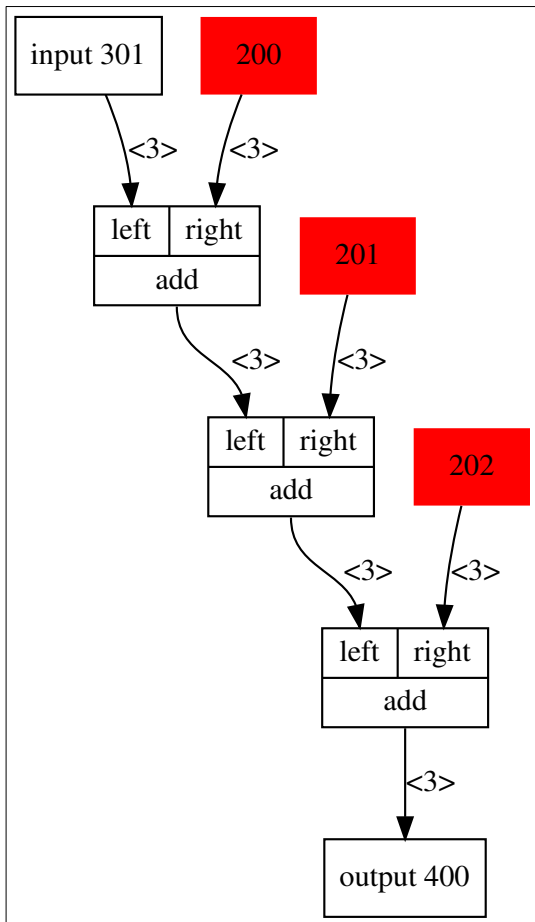 input 301
200
<3>
<3>
left right
add
201
<3>
<3>
left right
add
202
<3>
<3>
left right
add
<3>
output 400